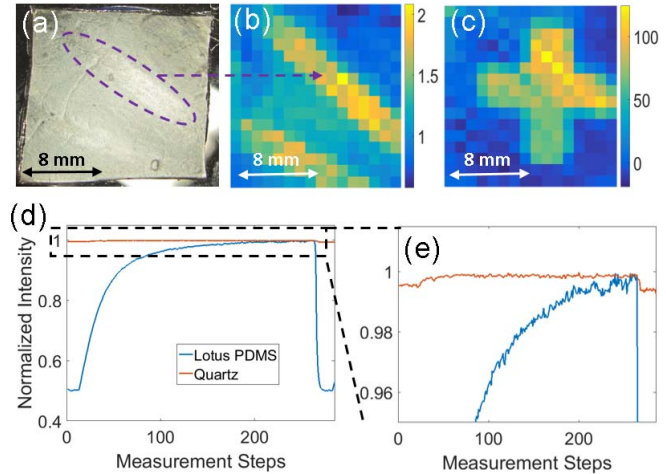 (a)
8 mm
(b)
8 mm
2
1.5
1
(c)
8 mm
100
50
0
(d)
Normalized Intensity
1
0.8
0.6
0.4
Lotus PDMS
Quartz
0
100
200
Measurement Steps
(e)
1
0.98
0.96
0
100
200
Measurement Steps